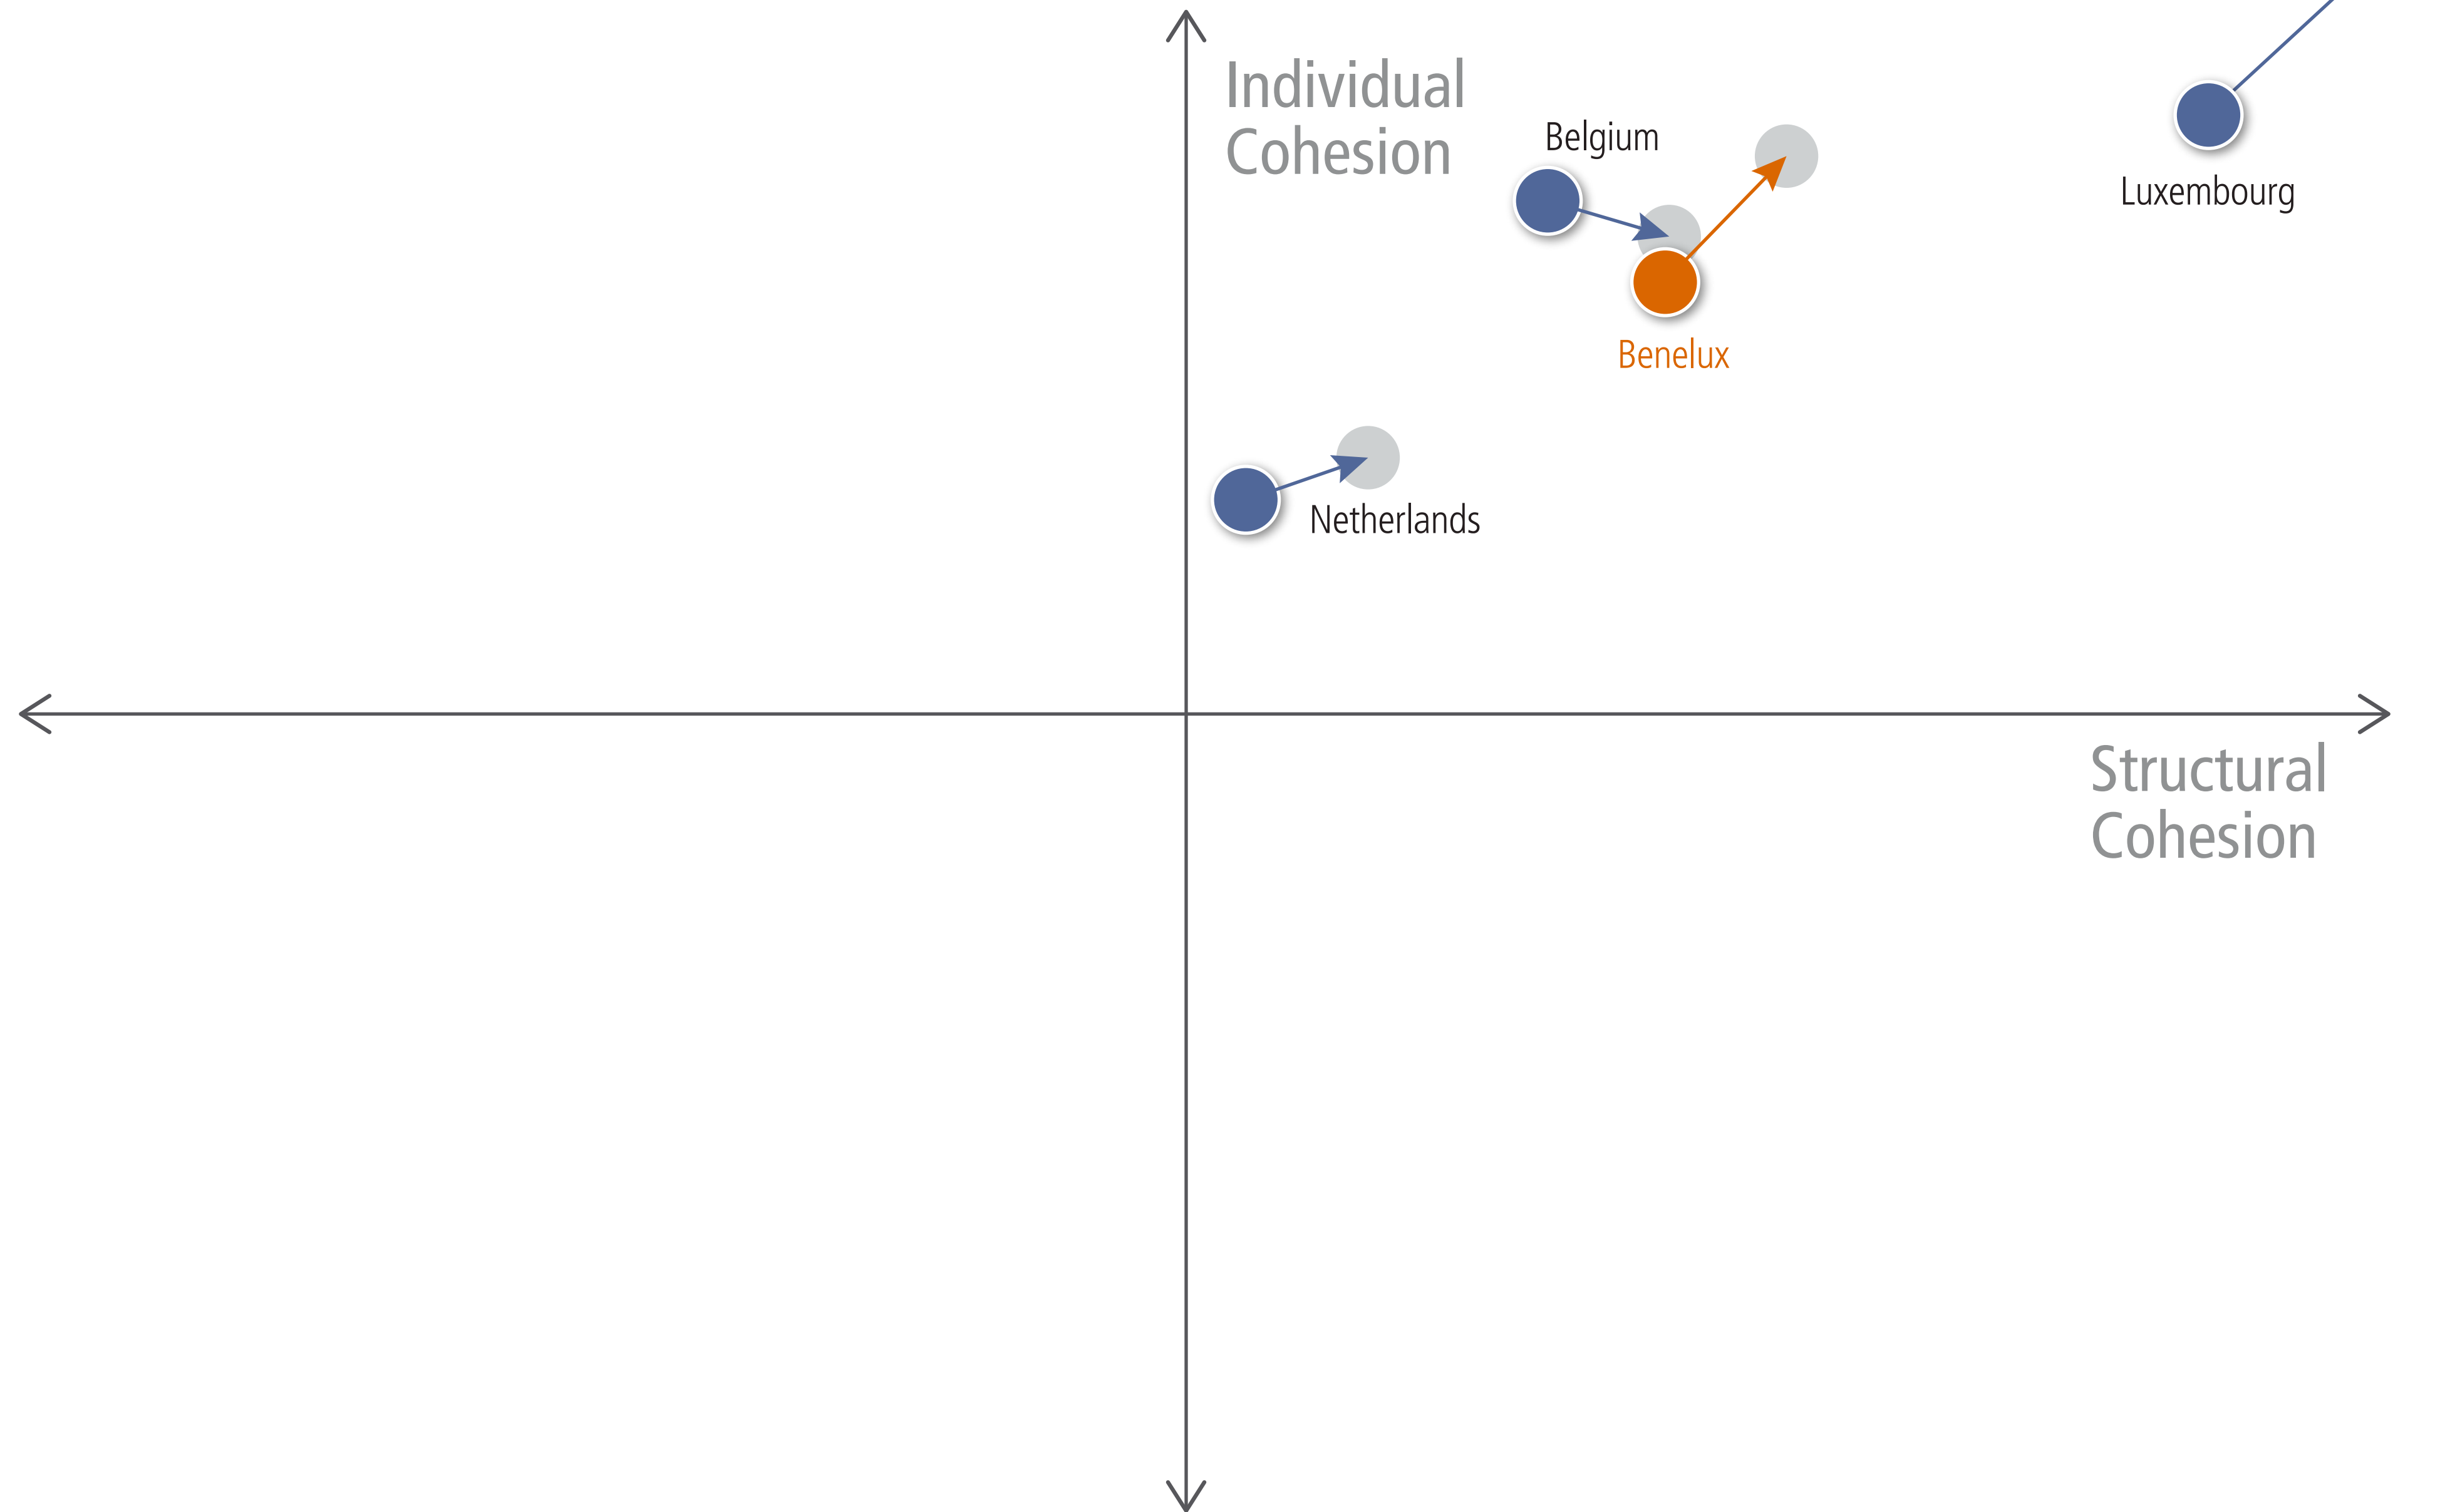 Individual
Cohesion
Belgium
Luxembourg
Benelux
Netherlands
Structural
Cohesion